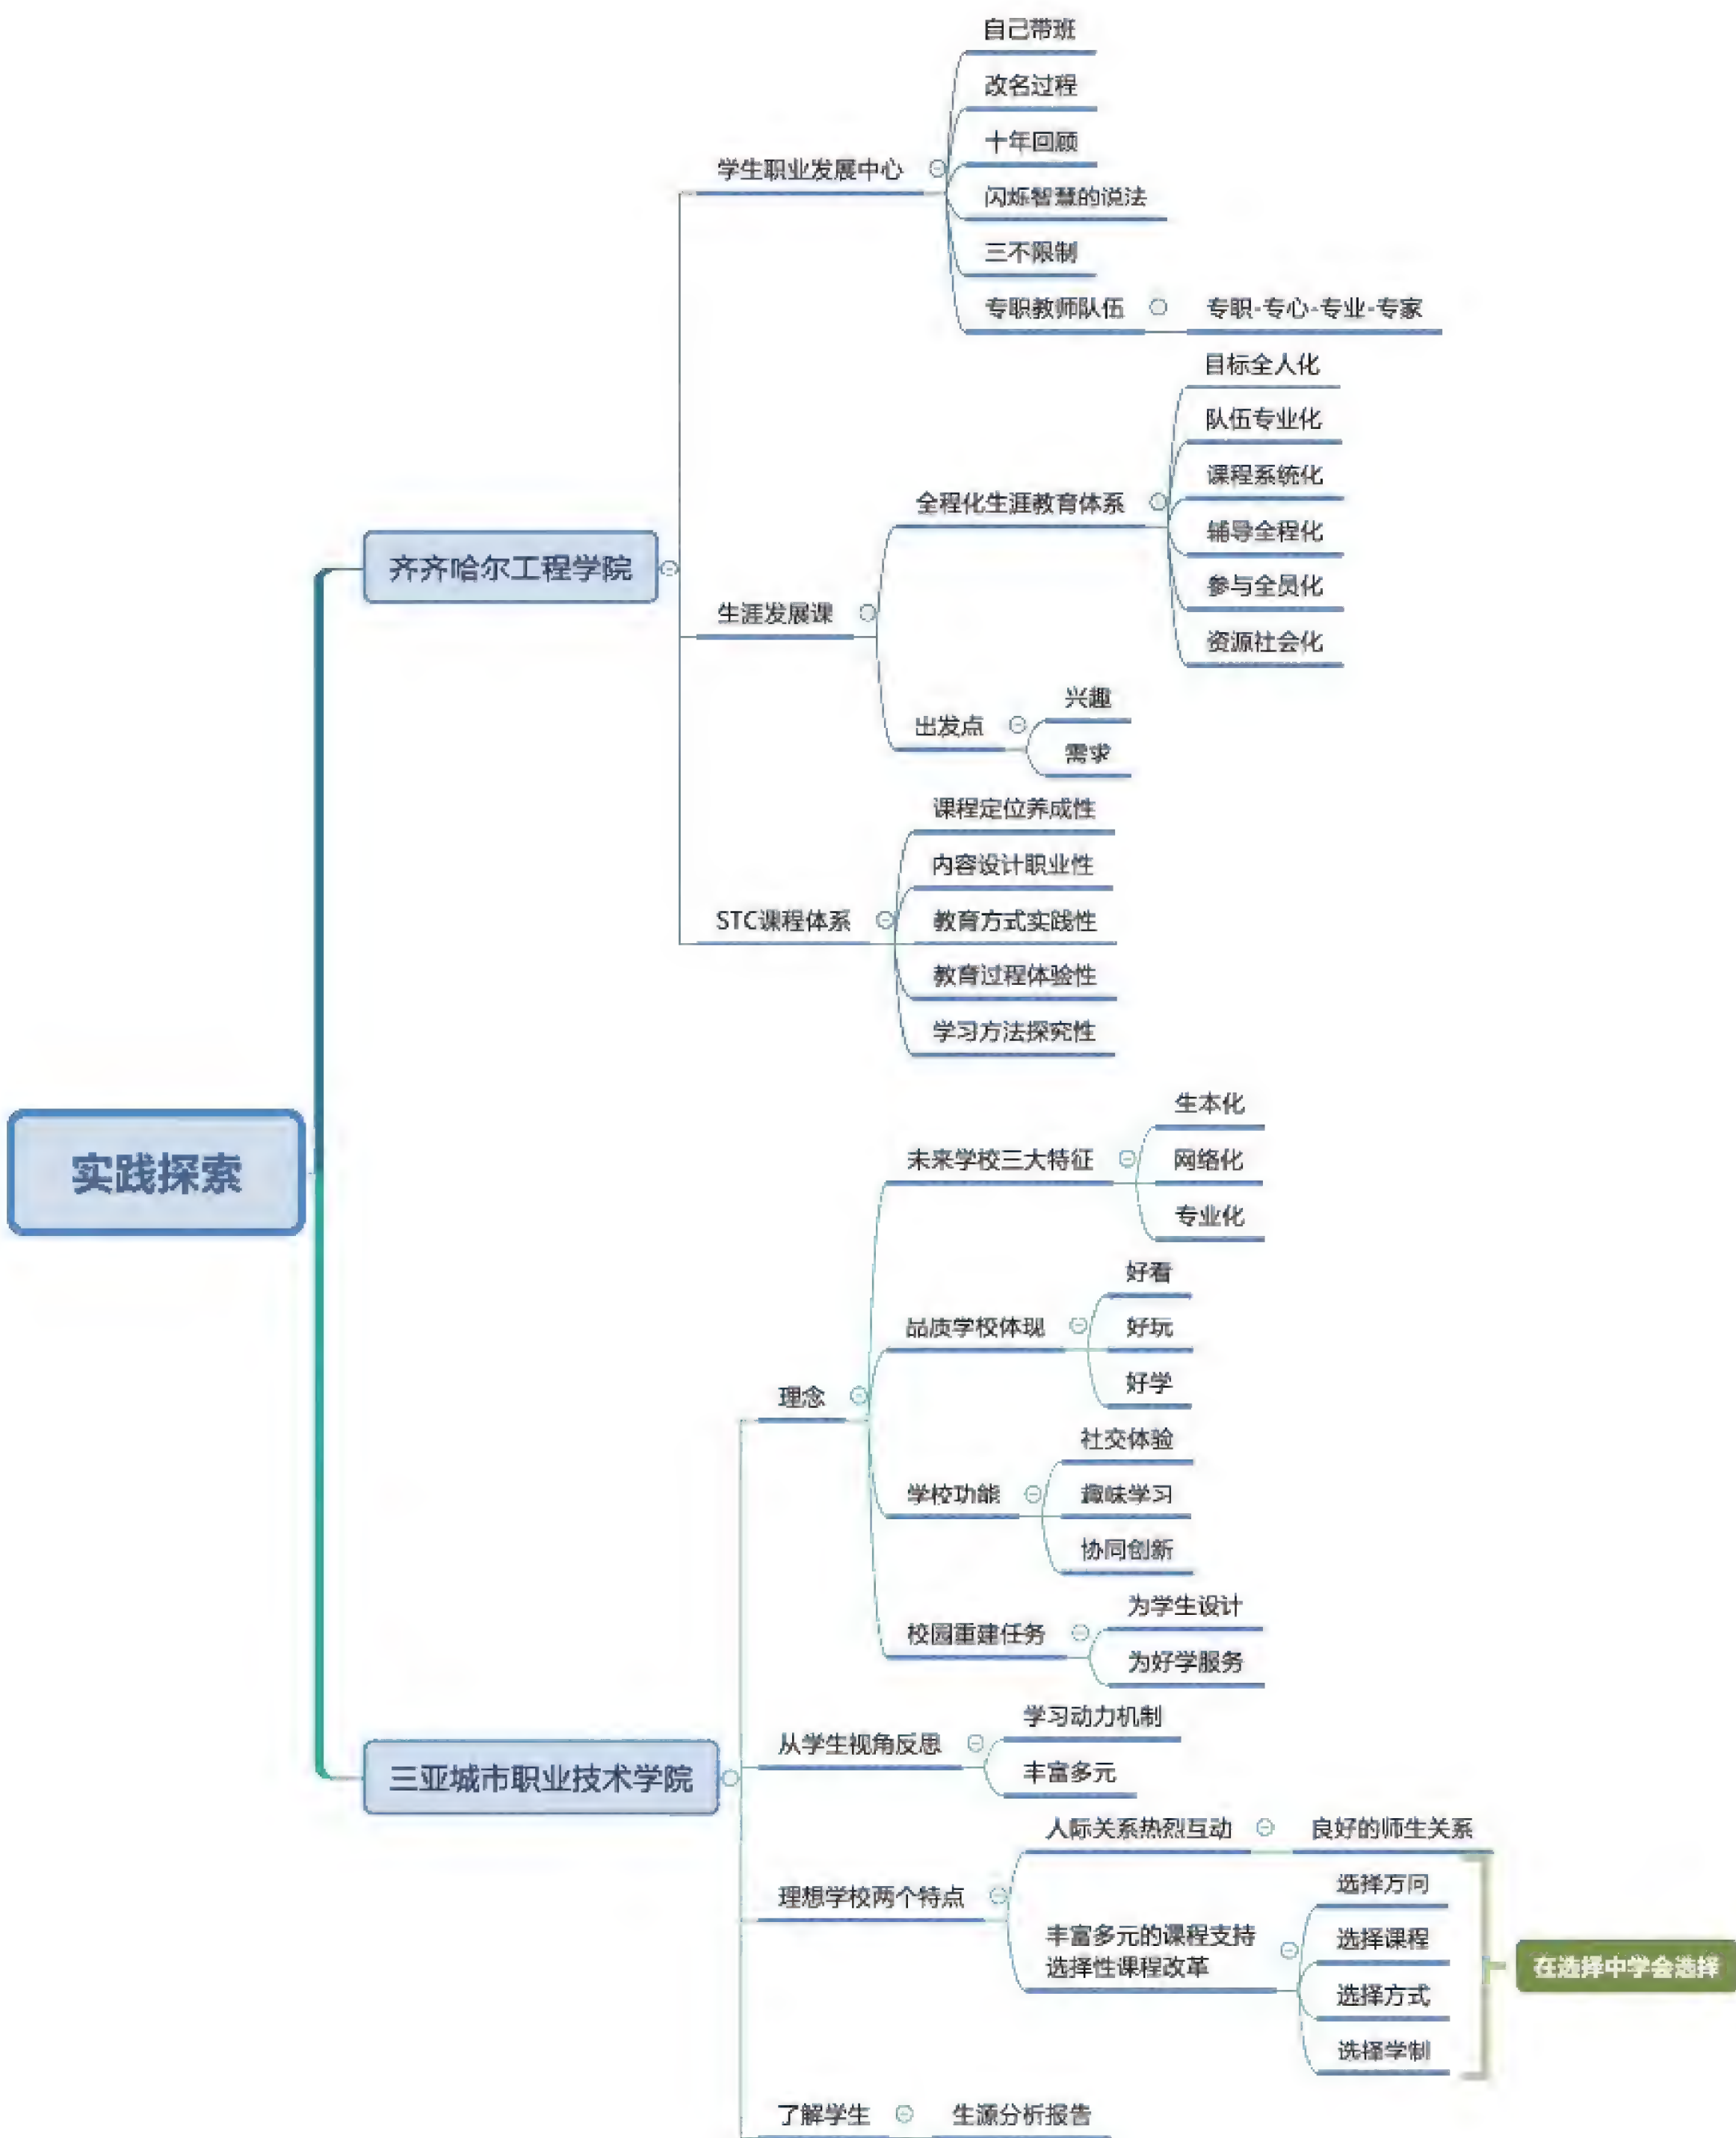 实践探索
齐齐哈尔工程学院
学生职业发展中心
自己带班
改名过程
十年回顾
闪烁智慧的说法
三不限制
专职教师队伍
专职-专心-专业-专家
生涯发展课
全程化生涯教育体系
目标全人化
队伍专业化
课程系统化
辅导全程化
参与全员化
资源社会化
出发点
兴趣
需求
STC课程体系
课程定位养成性
内容设计职业性
教育方式实践性
教育过程体验性
学习方法探究性
三亚城市职业技术学院
理念
未来学校三大特征
生本化
网络化
专业化
品质学校体现
好看
好玩
好学
学校功能
社交体验
趣味学习
协同创新
校园重建任务
为学生设计
为好学服务
从学生视角反思
学习动力机制
丰富多元
理想学校两个特点
人际关系热烈互动
良好的师生关系
丰富多元的课程支持
选择性课程改革
选择方向
选择课程
选择方式
选择学制
在选择中学会选择
了解学生
生源分析报告